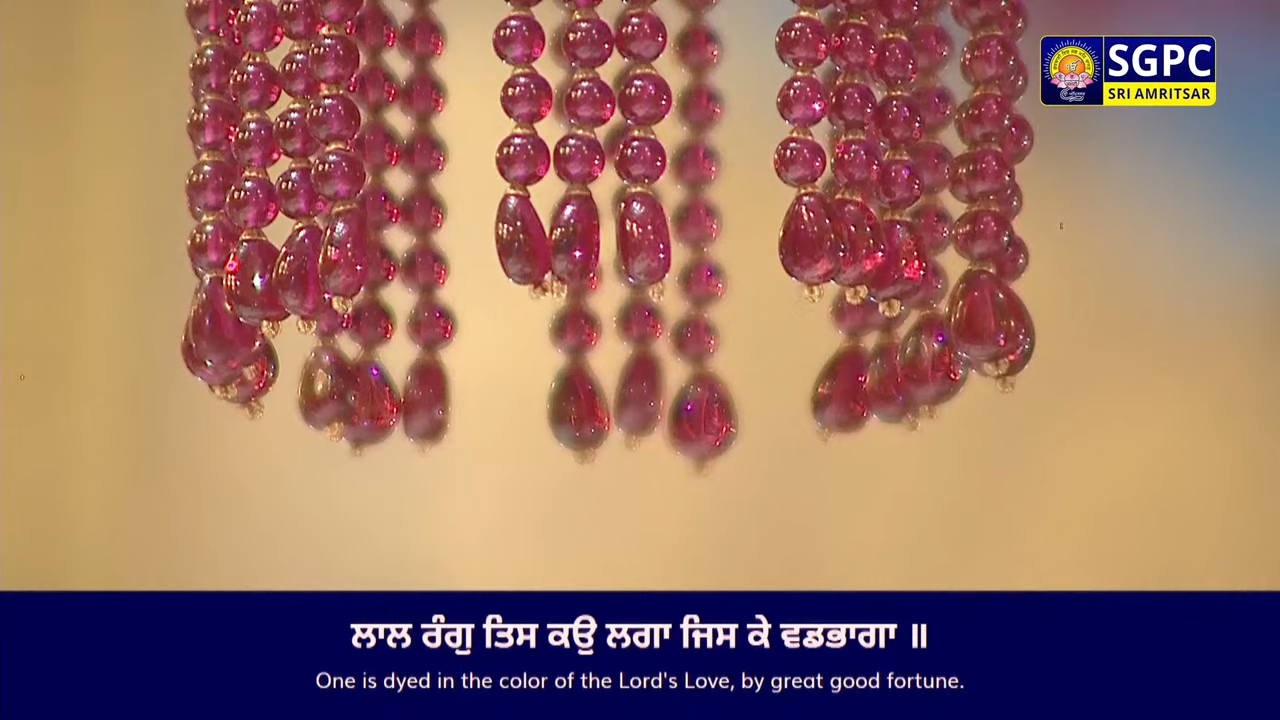 SGPC
SRI AMRITSAR
ਲਾਲ ਰੰਗੁ ਤਿਸ ਕਉ ਲਗਾ ਜਿਸ ਕੇ ਵਡਭਾਗਾ ॥
One is dyed in the color of the Lord's Love, by great good fortune.